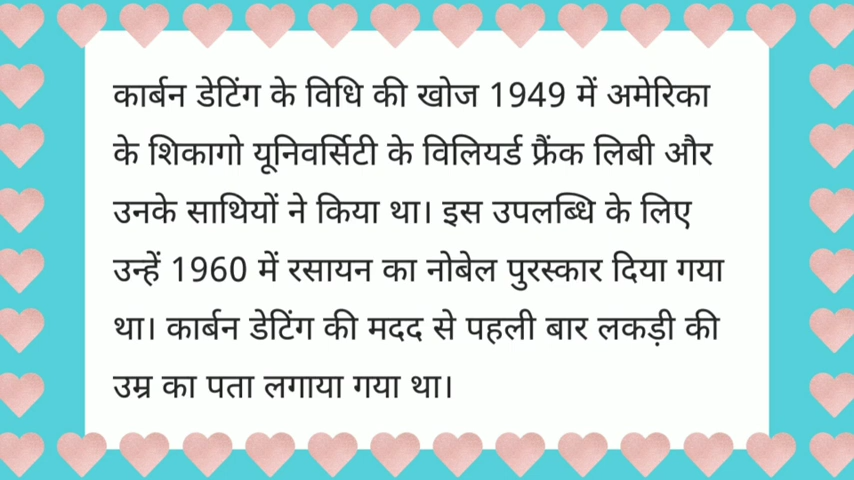 कार्बन डेटिंग के विधि की खोज 1949 में अमेरिका
के शिकागो यूनिवर्सिटी के विलियर्ड फ्रैंक लिबी और
उनके साथियों ने किया था। इस उपलब्धि के लिए
उन्हें 1960 में रसायन का नोबेल पुरस्कार दिया गया
था। कार्बन डेटिंग की मदद से पहली बार लकड़ी की
उम्र का पता लगाया गया था।